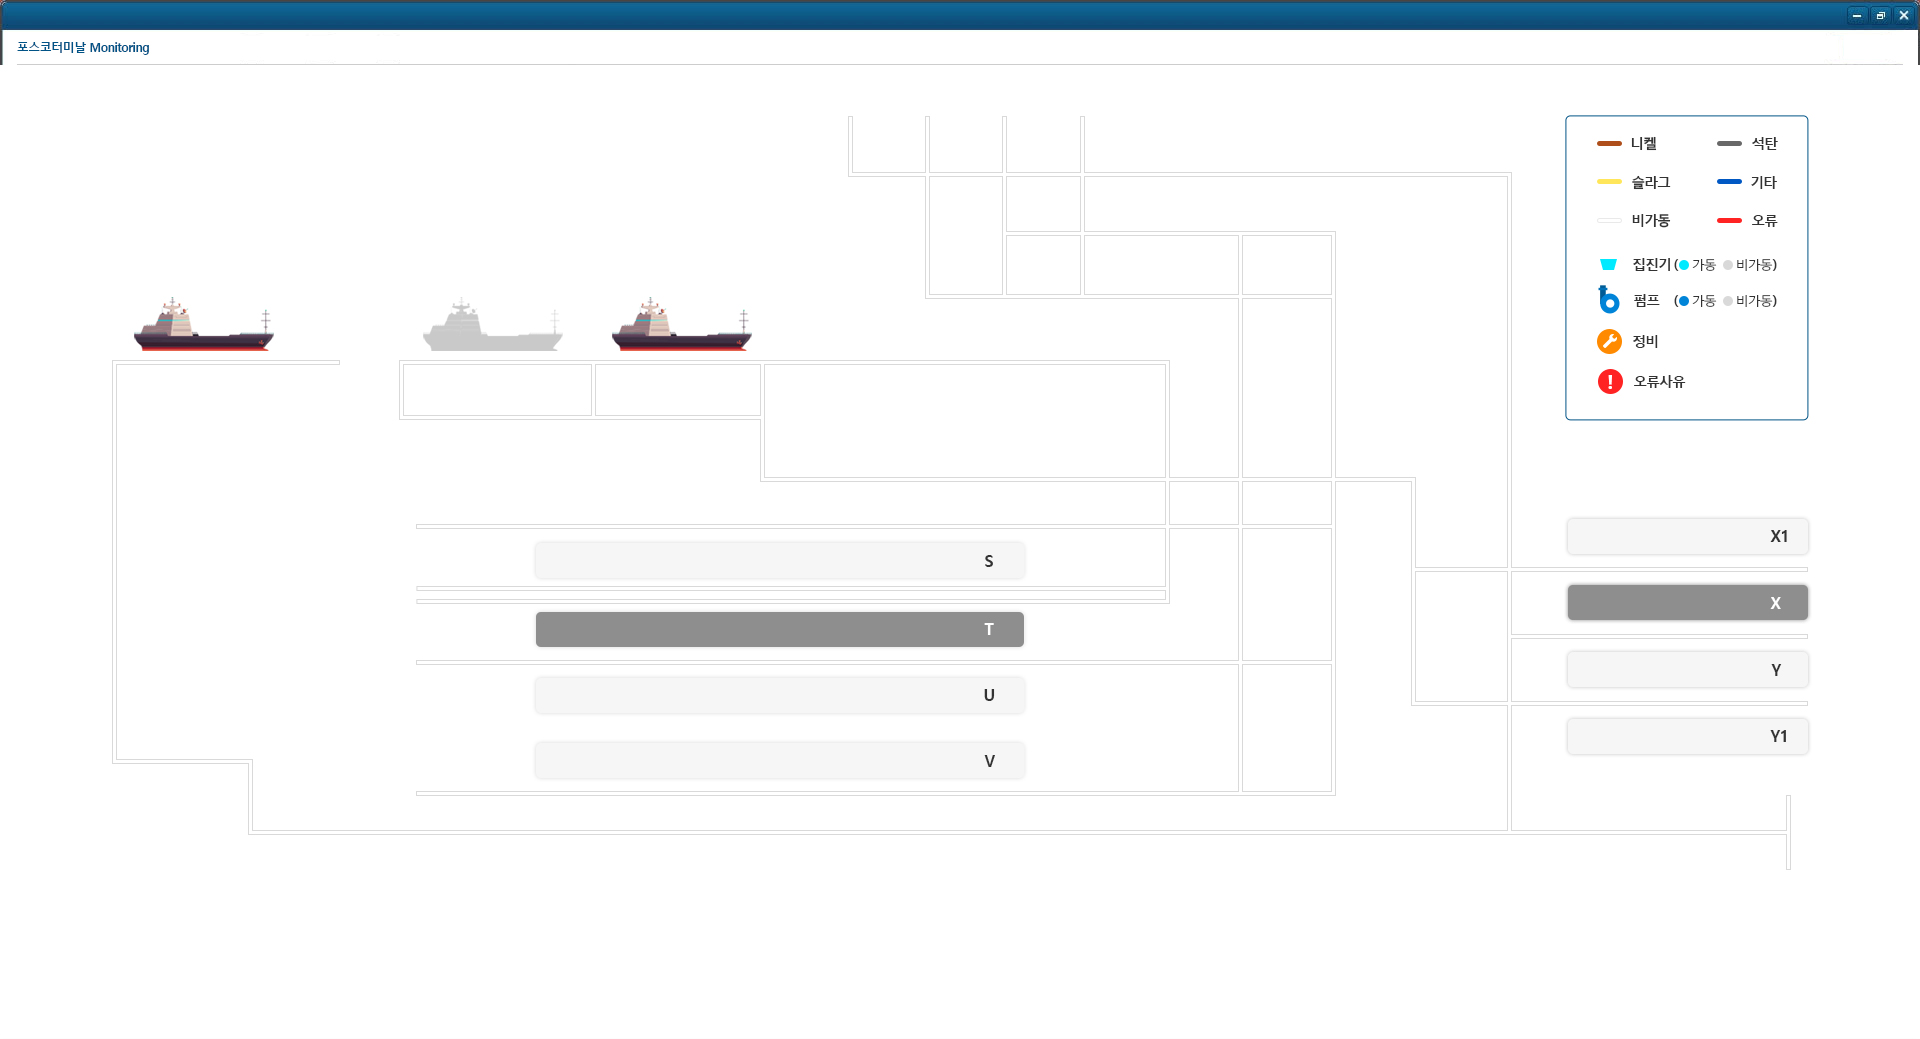 포스코터미날 Monitoring
니켈 석탄
슬라그 기타
비가동 오류
집진기 (가동 비가동)
펌프 (가동 비가동)
정비
오류사유
X1
S
X
T
Y
U
Y1
V